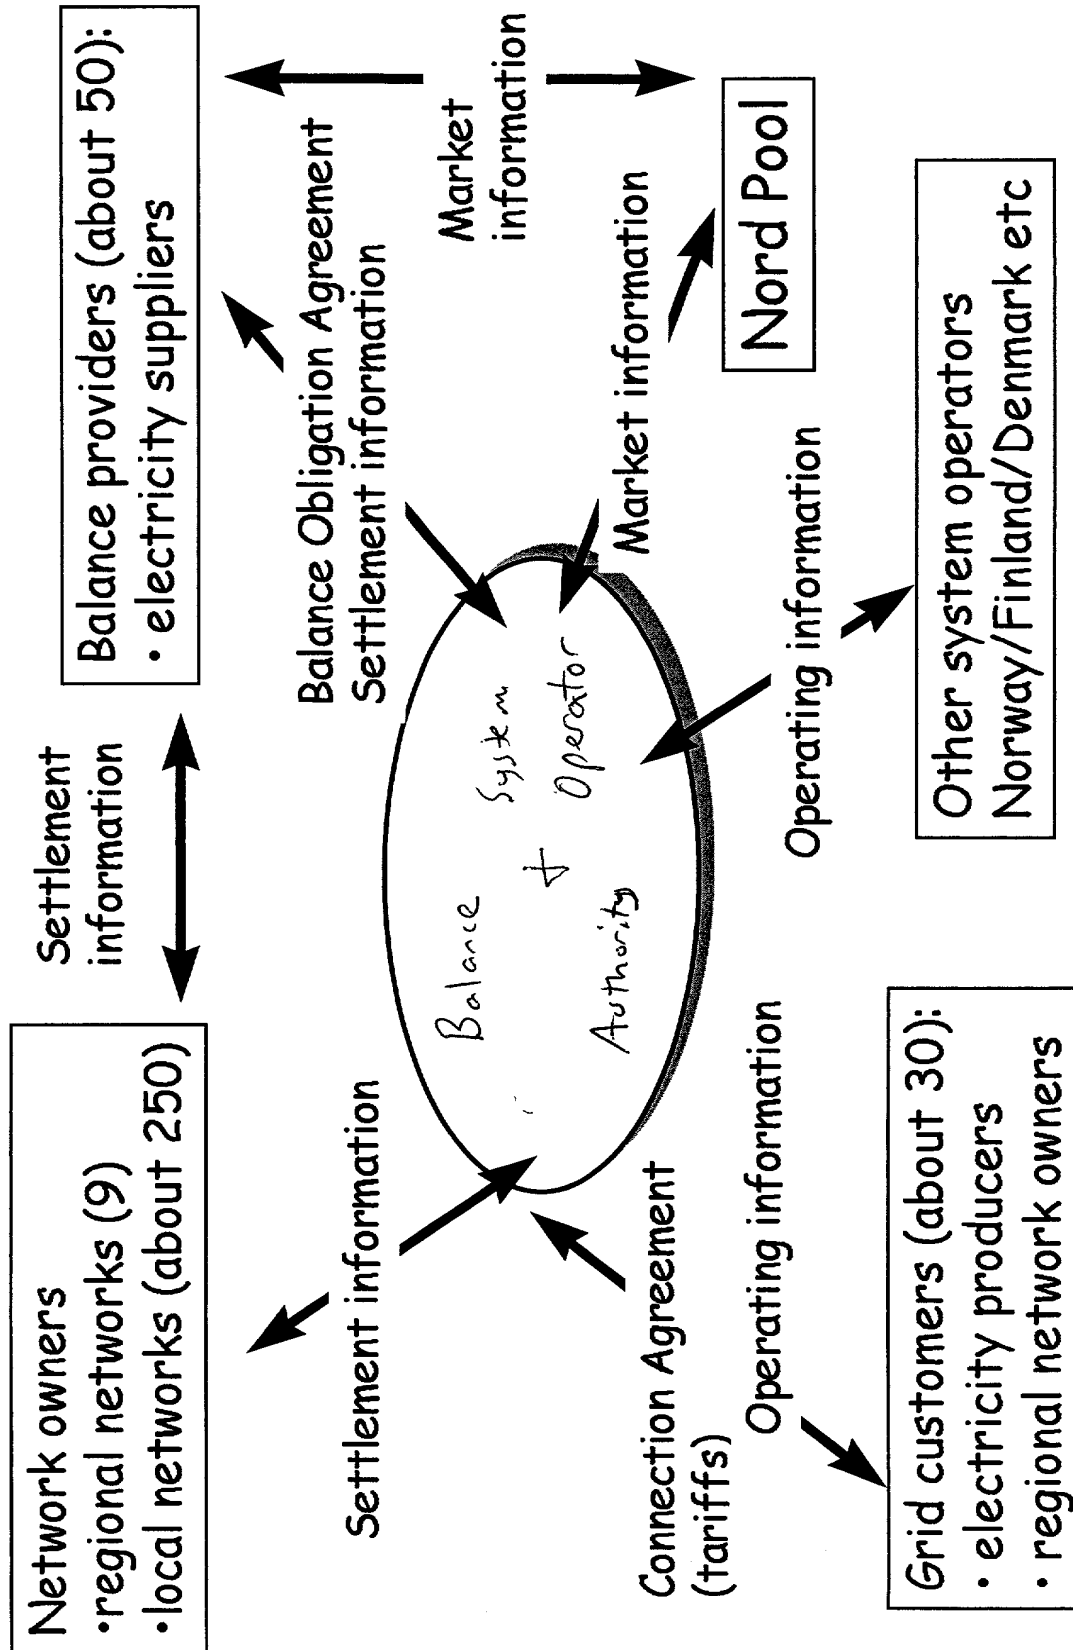 Network owners
•regional networks (9)
•local networks (about 250)
Settlement
information
Balance providers (about 50):
• electricity suppliers
Settlement information
Balance Obligation Agreement
Settlement information
Market
information
Balance
System
+
Authority
Operator
Market information
Nord Pool
Connection Agreement
(tariffs)
Operating information
Operating information
Grid customers (about 30):
• electricity producers
• regional network owners
Other system operators
Norway/Finland/Denmark etc